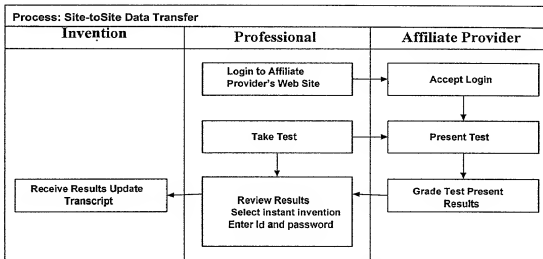 Process: Site-toSite Data Transfer
Invention
Professional
Affiliate Provider
Login to Affiliate
Provider's Web Site
Accept Login
Take Test
Present Test
Receive Results Update
Transcript
Review Results
Select instant invention
Enter Id and password
Grade Test Present
Results